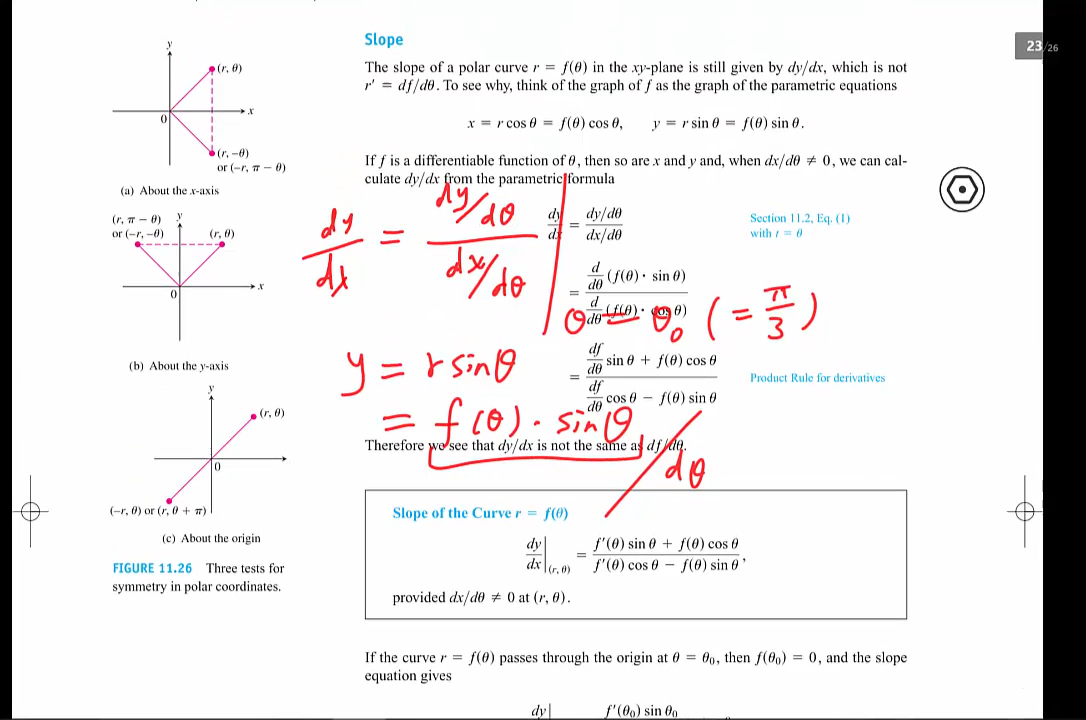 23/26
Slope
The slope of a polar curve r = f(θ) in the xy-plane is still given by dy/dx, which is not
r′ = df/dθ. To see why, think of the graph of f as the graph of the parametric equations
x = r cos θ = f(θ) cos θ, y = r sin θ = f(θ) sin θ.
If f is a differentiable function of θ, then so are x and y and, when dx/dθ ≠ 0, we can cal-
culate dy/dx from the parametric formula
dy/dx = (dy/dθ)/(dx/dθ)
Section 11.2, Eq. (1)
with t = θ
= (d/dθ (f(θ) · sin θ))/(d/dθ (f(θ) · cos θ))
= (df/dθ sin θ + f(θ) cos θ)/(df/dθ cos θ − f(θ) sin θ)
Product Rule for derivatives
dy/dx = (dy/dθ)/(dx/dθ)
θ = θ₀ (= π/3)
y = r sinθ
= f(θ) · sinθ
/dθ
Therefore we see that dy/dx is not the same as df/dθ.
Slope of the Curve r = f(θ)
dy/dx|(r, θ) = (f′(θ) sin θ + f(θ) cos θ)/(f′(θ) cos θ − f(θ) sin θ),
provided dx/dθ ≠ 0 at (r, θ).
If the curve r = f(θ) passes through the origin at θ = θ₀, then f(θ₀) = 0, and the slope
equation gives
dy| f′(θ₀) sin θ₀
y
(r, θ)
x
0
(r, −θ)
or (−r, π − θ)
(a) About the x-axis
(r, π − θ)
or (−r, −θ)
y
(r, θ)
x
0
(b) About the y-axis
y
(r, θ)
0
(−r, θ) or (r, θ + π)
(c) About the origin
FIGURE 11.26 Three tests for
symmetry in polar coordinates.